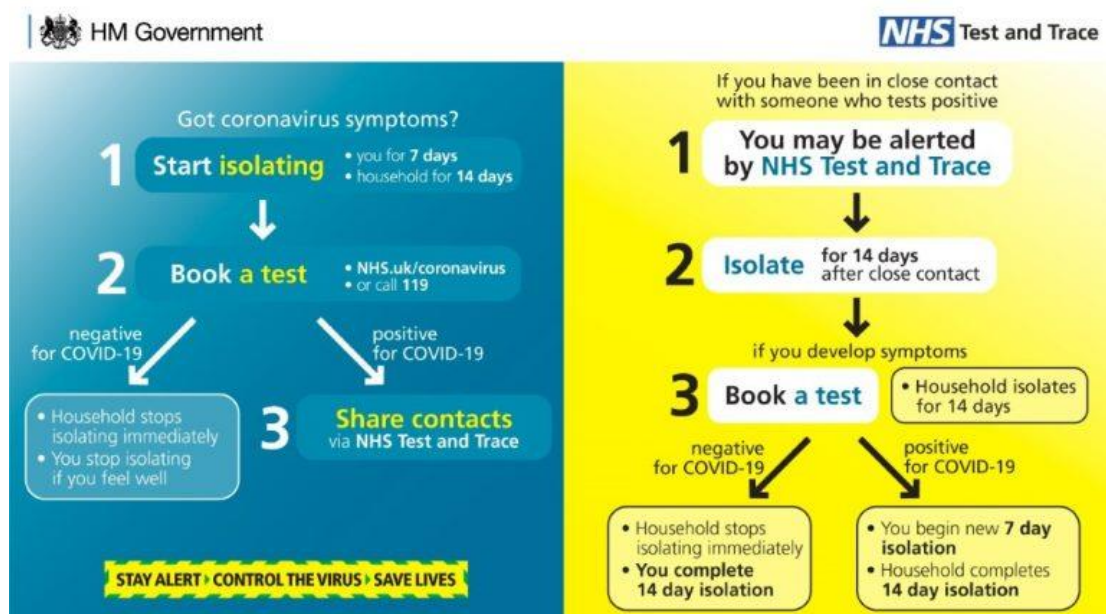 HM Government
NHS Test and Trace
Got coronavirus symptoms?
1
Start isolating
• you for 7 days
• household for 14 days
2
Book a test
• NHS.uk/coronavirus
• or call 119
negative
for COVID-19
positive
for COVID-19
• Household stops
isolating immediately
• You stop isolating
if you feel well
3
Share contacts
via NHS Test and Trace
STAY ALERT ▸ CONTROL THE VIRUS ▸ SAVE LIVES
If you have been in close contact
with someone who tests positive
1
You may be alerted
by NHS Test and Trace
2
Isolate
for 14 days
after close contact
if you develop symptoms
3
Book a test
• Household isolates
for 14 days
negative
for COVID-19
positive
for COVID-19
• Household stops
isolating immediately
• You complete
14 day isolation
• You begin new 7 day
isolation
• Household completes
14 day isolation